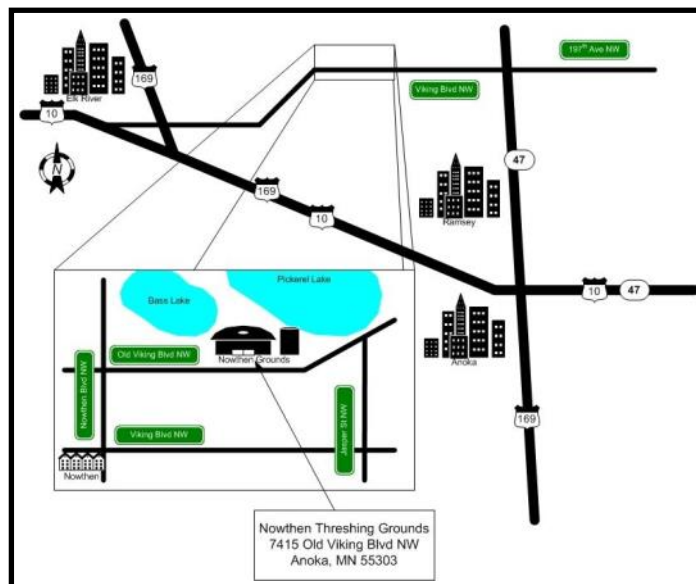 197th Ave NW
169
Elk River
Viking Blvd NW
10
N
47
169
Ramsey
10
Pickerel Lake
Bass Lake
10
47
Old Viking Blvd NW
Nowthen Grounds
Anoka
Nowthen Blvd NW
Jasper St NW
169
Viking Blvd NW
Nowthen
Nowthen Threshing Grounds
7415 Old Viking Blvd NW
Anoka, MN 55303